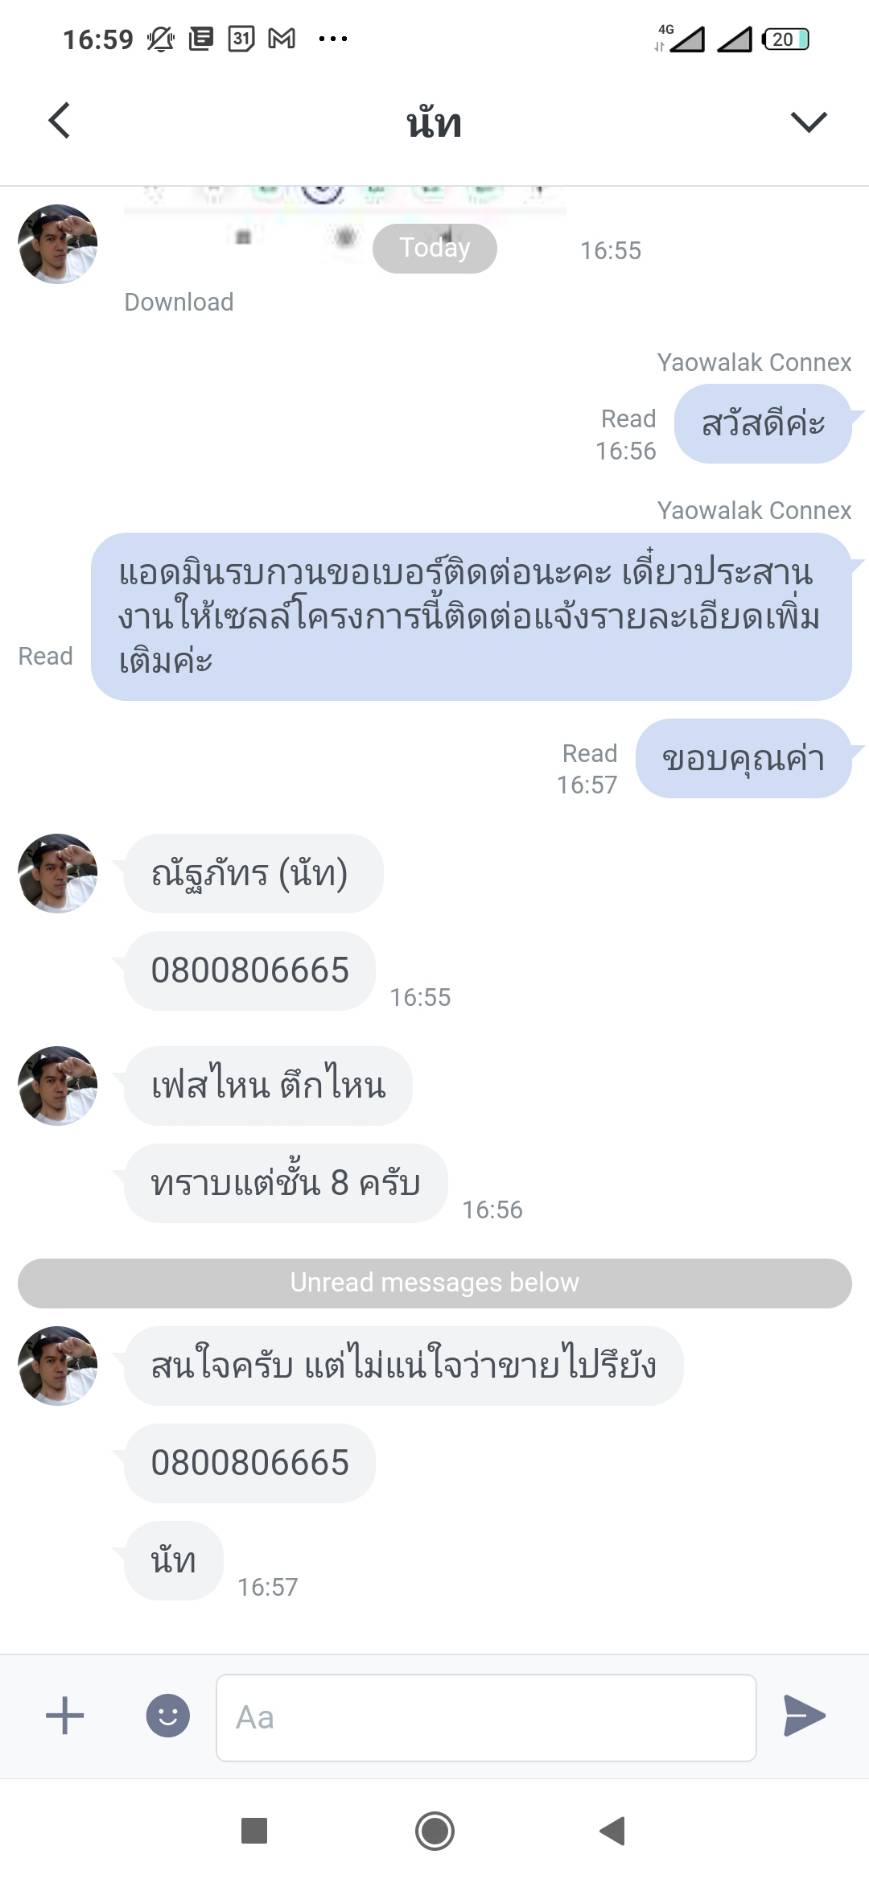 16:59
31
4G
20
นัท
Today
16:55
Download
Yaowalak Connex
Read
16:56
สวัสดีค่ะ
Yaowalak Connex
แอดมินรบกวนขอเบอร์ติดต่อนะคะ เดี๋ยวประสาน
งานให้เซลล์โครงการนี้ติดต่อแจ้งรายละเอียดเพิ่ม
เติมค่ะ
Read
Read
16:57
ขอบคุณค่า
ณัฐภัทร (นัท)
0800806665
16:55
เฟสไหน ตึกไหน
ทราบแต่ชั้น 8 ครับ
16:56
Unread messages below
สนใจครับ แต่ไม่แน่ใจว่าขายไปรึยัง
0800806665
นัท
16:57
Aa